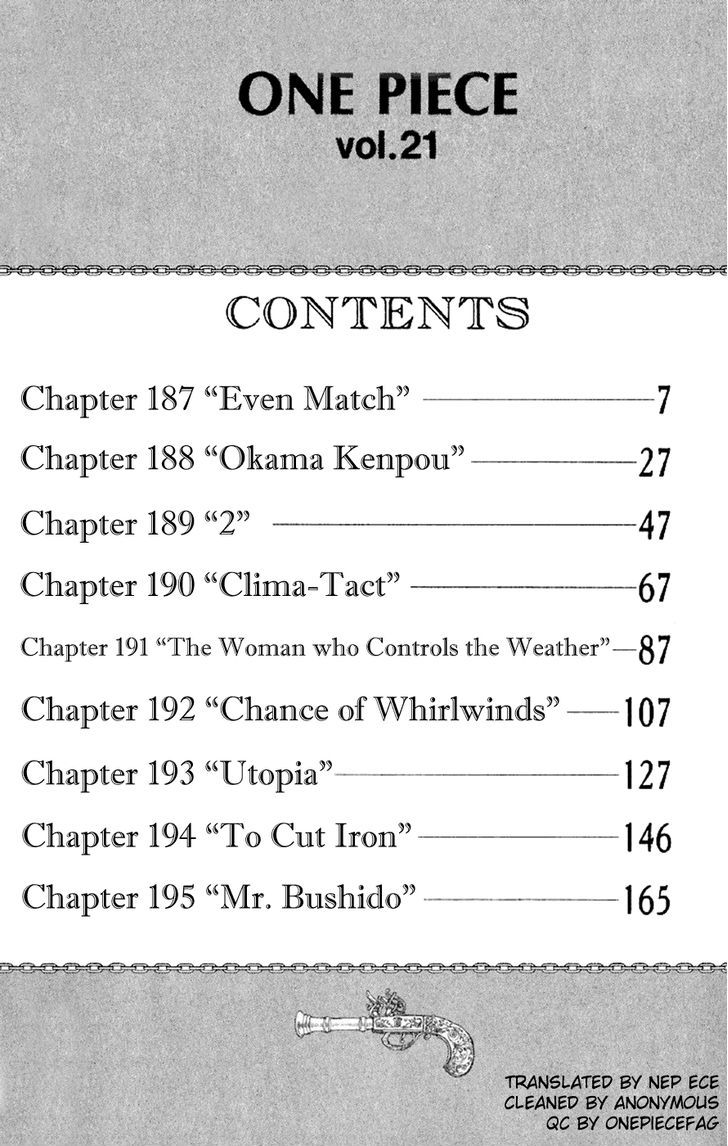 ONE PIECE
vol.21
CONTENTS
Chapter 187 “Even Match” 7
Chapter 188 “Okama Kenpou” 27
Chapter 189 “2” 47
Chapter 190 “Clima-Tact” 67
Chapter 191 “The Woman who Controls the Weather” 87
Chapter 192 “Chance of Whirlwinds” 107
Chapter 193 “Utopia” 127
Chapter 194 “To Cut Iron” 146
Chapter 195 “Mr. Bushido” 165
TRANSLATED BY NEP ECE
CLEANED BY ANONYMOUS
QC BY ONEPIECEFAG